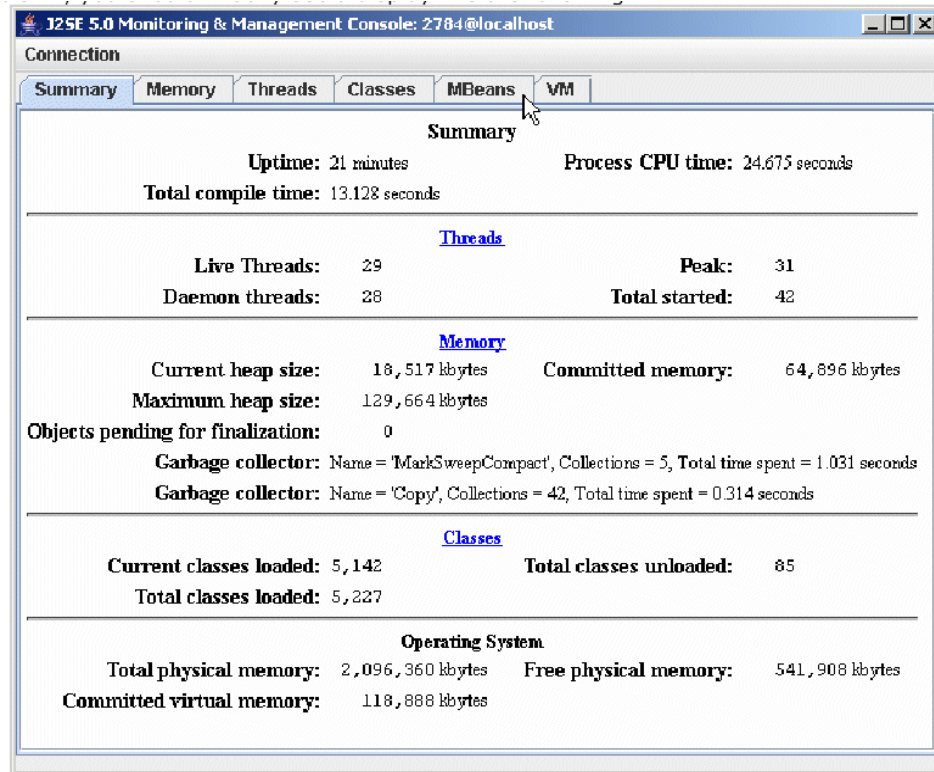 J2SE 5.0 Monitoring & Management Console: 2784@localhost
Connection
Summary Memory Threads Classes MBeans VM
Summary
Uptime: 21 minutes Process CPU time: 24.675 seconds
Total compile time: 13.128 seconds
Threads
Live Threads: 29 Peak: 31
Daemon threads: 28 Total started: 42
Memory
Current heap size: 18,517 kbytes Committed memory: 64,896 kbytes
Maximum heap size: 129,664 kbytes
Objects pending for finalization: 0
Garbage collector: Name = 'MarkSweepCompact', Collections = 5, Total time spent = 1.031 seconds
Garbage collector: Name = 'Copy', Collections = 42, Total time spent = 0.314 seconds
Classes
Current classes loaded: 5,142 Total classes unloaded: 85
Total classes loaded: 5,227
Operating System
Total physical memory: 2,096,360 kbytes Free physical memory: 541,908 kbytes
Committed virtual memory: 118,888 kbytes